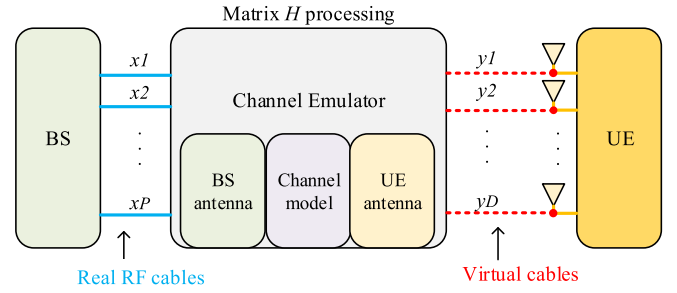 Matrix H processing
x1
y1
x2
Channel Emulator
y2
BS
UE
BS
antenna
Channel
model
UE
antenna
xP
yD
Real RF cables
Virtual cables